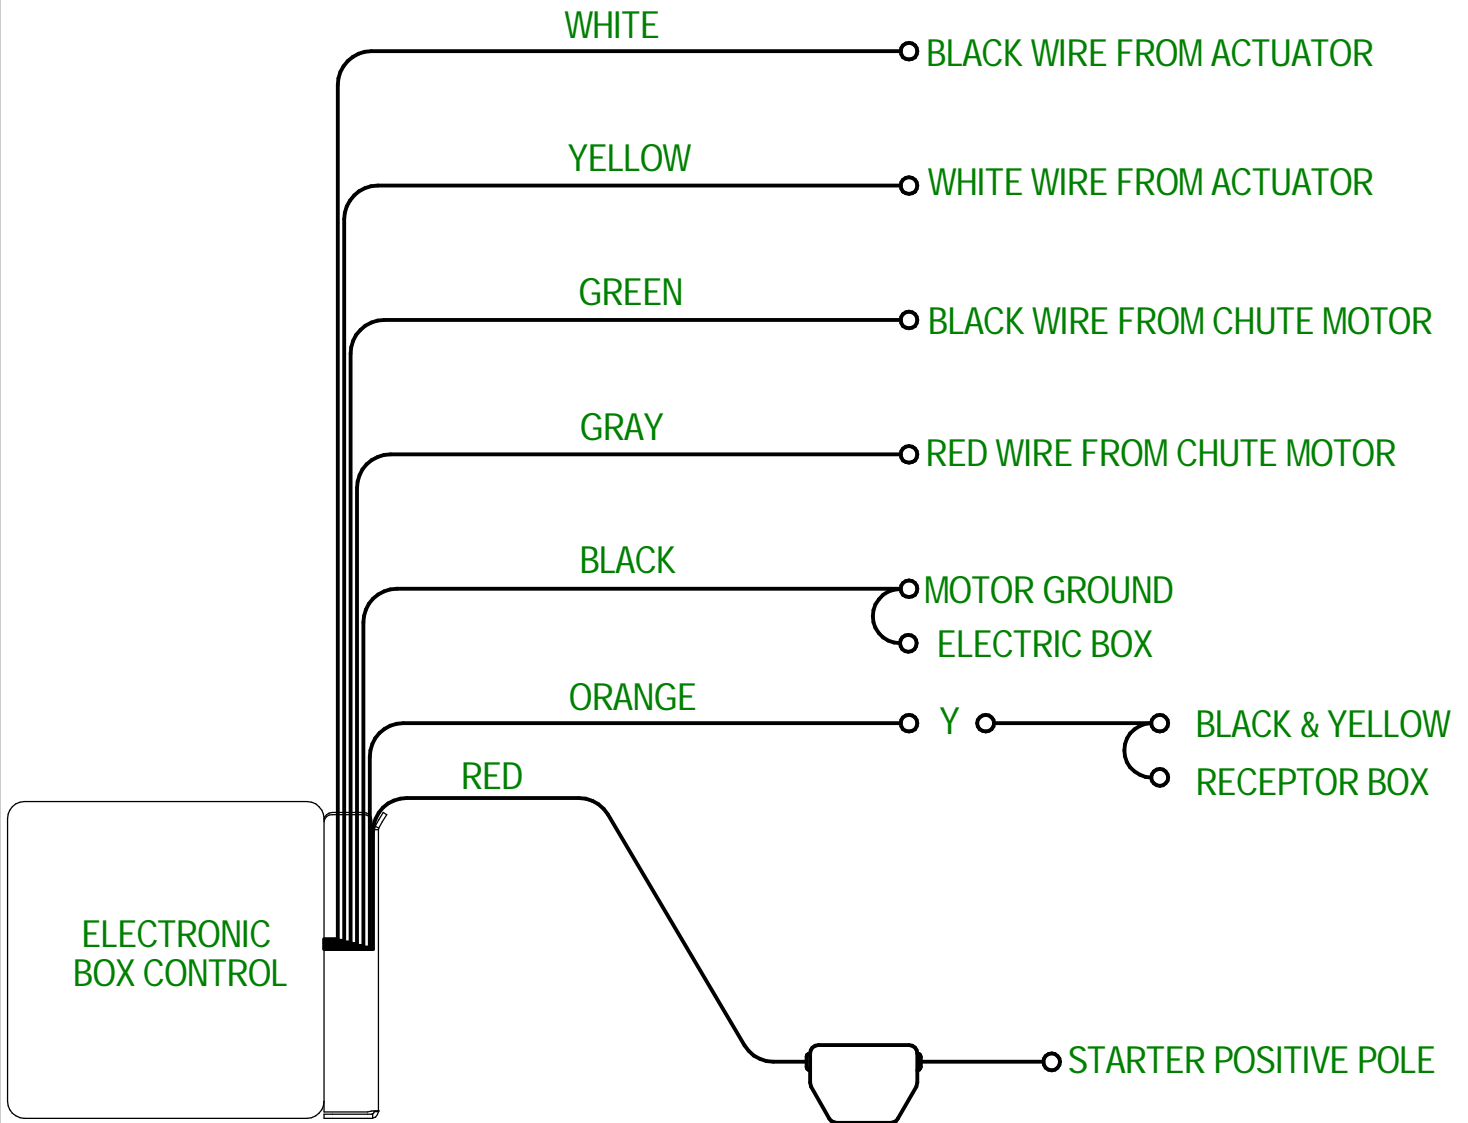 WHITE
BLACK WIRE FROM ACTUATOR
YELLOW
WHITE WIRE FROM ACTUATOR
GREEN
BLACK WIRE FROM CHUTE MOTOR
GRAY
RED WIRE FROM CHUTE MOTOR
BLACK
MOTOR GROUND
ELECTRIC BOX
ORANGE
Y
BLACK & YELLOW
RECEPTOR BOX
RED
ELECTRONIC
BOX CONTROL
STARTER POSITIVE POLE